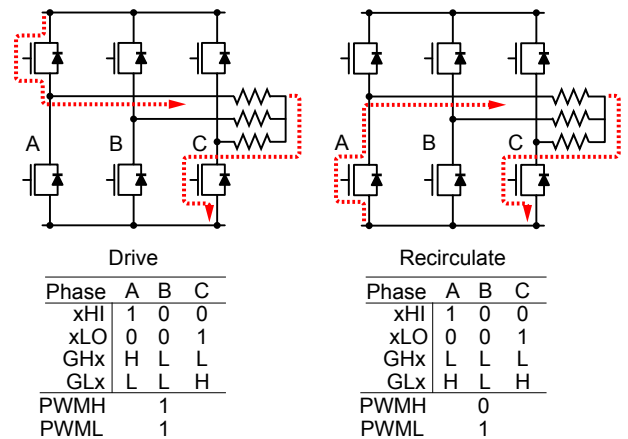 A B C
A B C
Drive
Recirculate
Phase A B C
xHI 1 0 0
xLO 0 0 1
GHx H L L
GLx L L H
PWMH 1
PWML 1
Phase A B C
xHI 1 0 0
xLO 0 0 1
GHx L L L
GLx H L H
PWMH 0
PWML 1